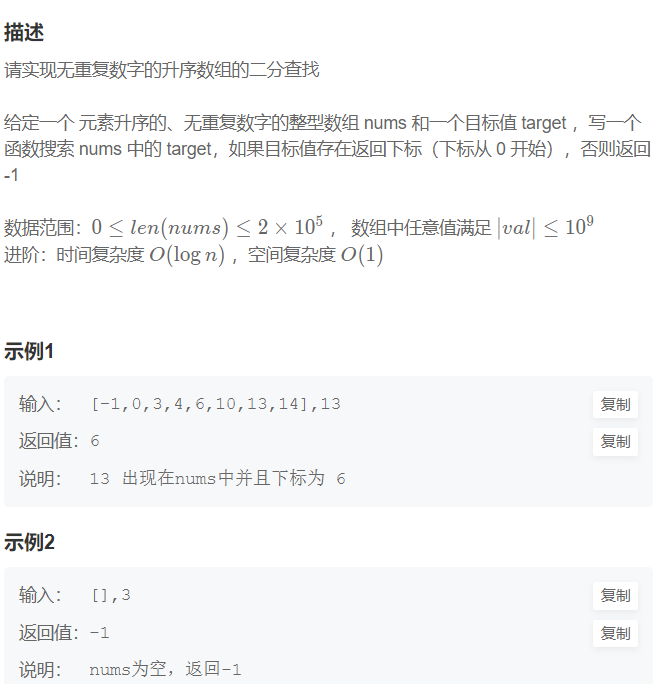 描述
请实现无重复数字的升序数组的二分查找
给定一个 元素升序的、无重复数字的整型数组 nums 和一个目标值 target ，写一个
函数搜索 nums 中的 target，如果目标值存在返回下标（下标从 0 开始），否则返回
-1
数据范围：0 ≤ len(nums) ≤ 2 × 10⁵ ， 数组中任意值满足 |val| ≤ 10⁹
进阶：时间复杂度 O(log n) ，空间复杂度 O(1)
示例1
输入： [-1,0,3,4,6,10,13,14],13 复制
返回值：6 复制
说明： 13 出现在nums中并且下标为 6
示例2
输入： [],3 复制
返回值：-1 复制
说明： nums为空，返回-1